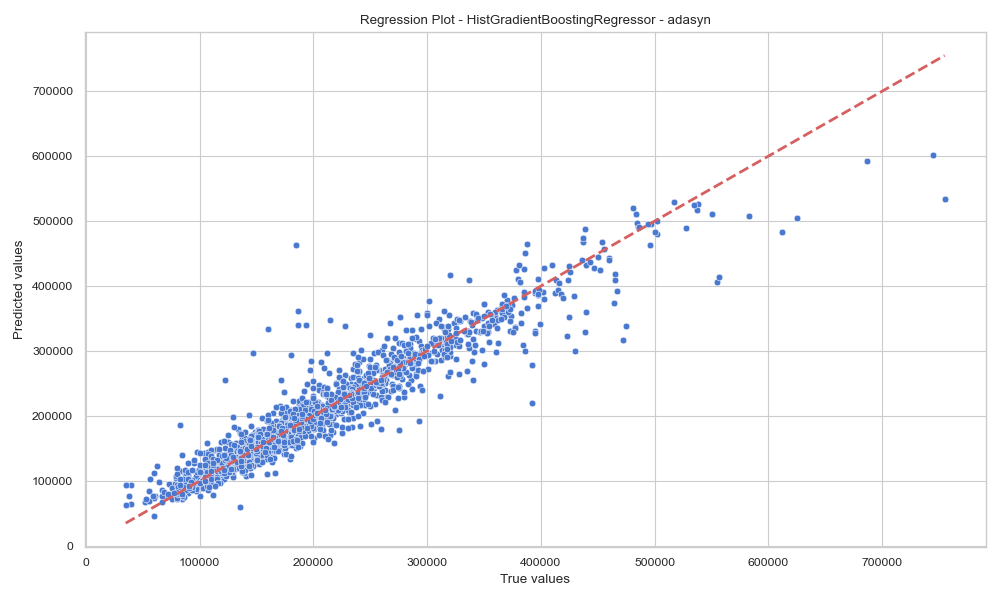 Regression Plot - HistGradientBoostingRegressor - adasyn
Predicted values
700000
600000
500000
400000
300000
200000
100000
0
0 100000 200000 300000 400000 500000 600000 700000
True values